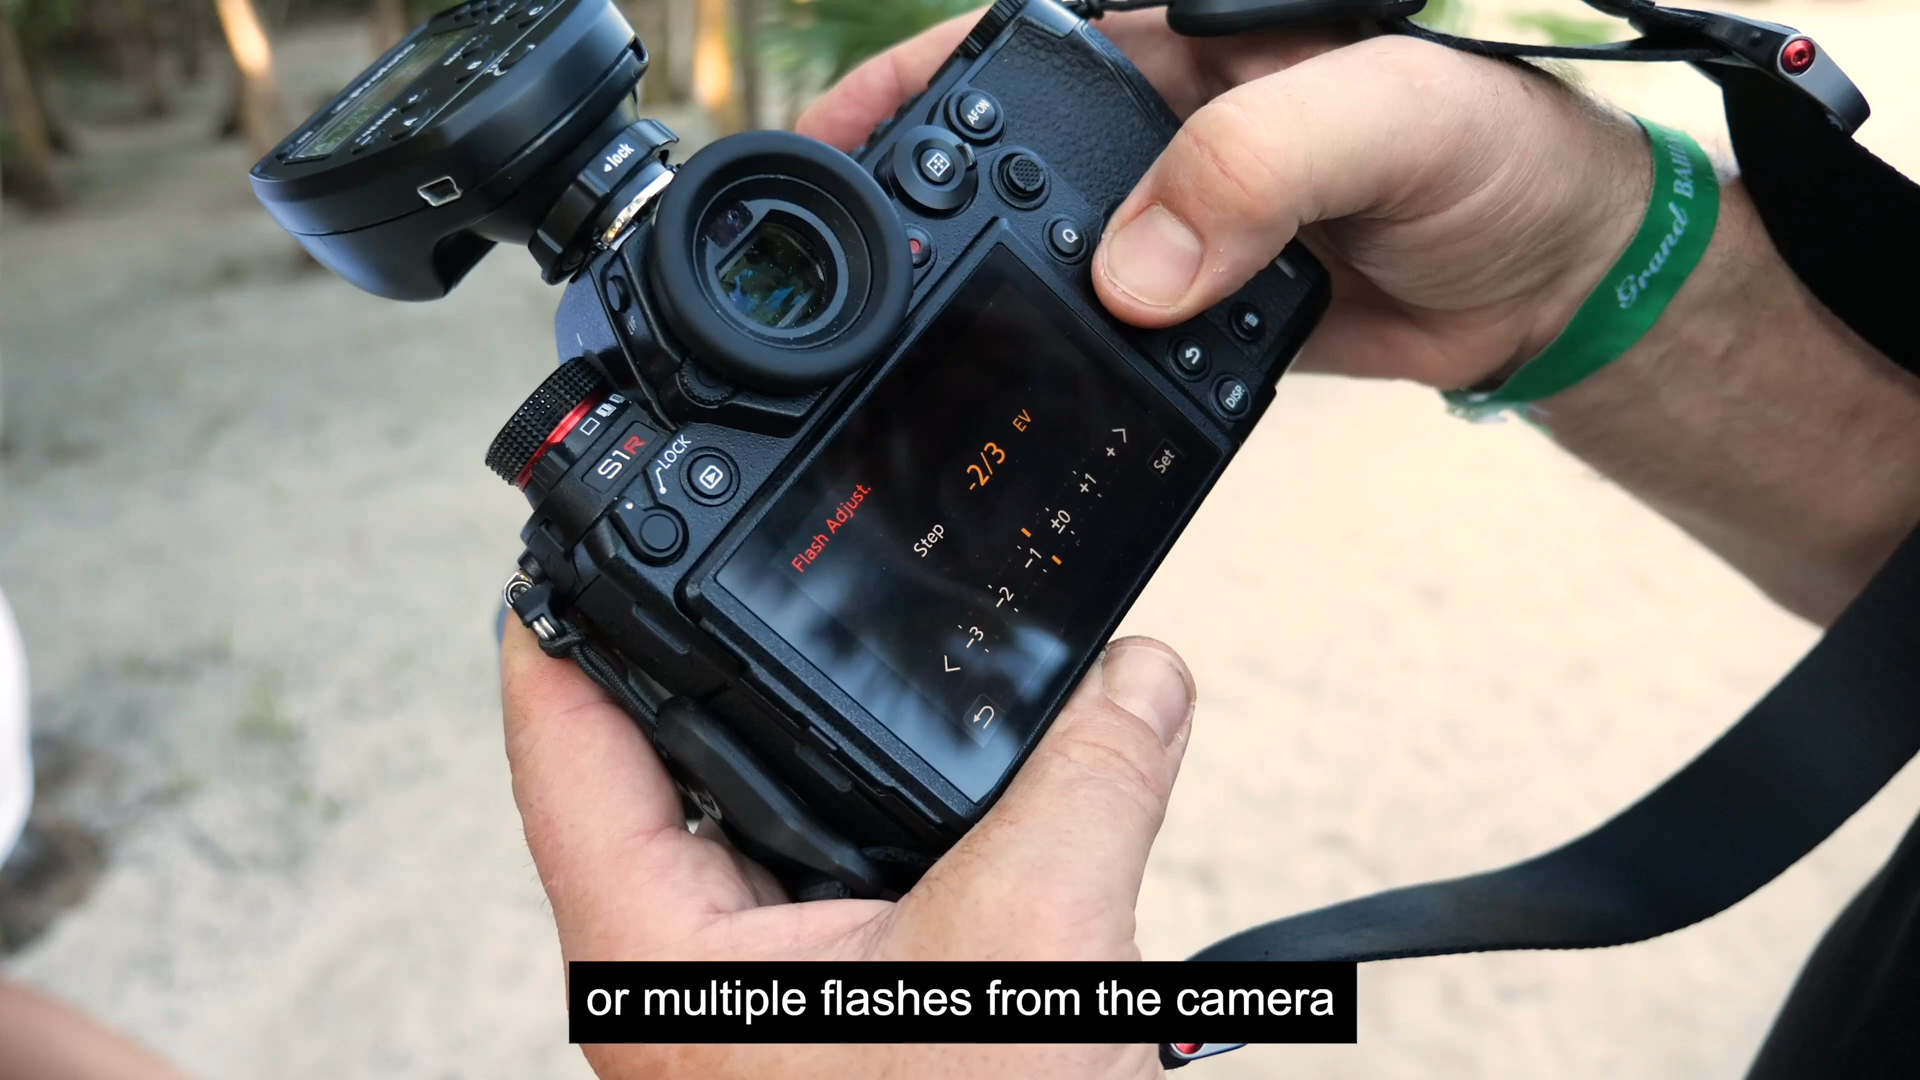 lock
AF ON
Q
LVF
S1R
LOCK
DISP.
Flash Adjust.
Step
-2/3 EV
-3 -2 -1 ±0 +1 +
Set
Grand
or multiple flashes from the camera